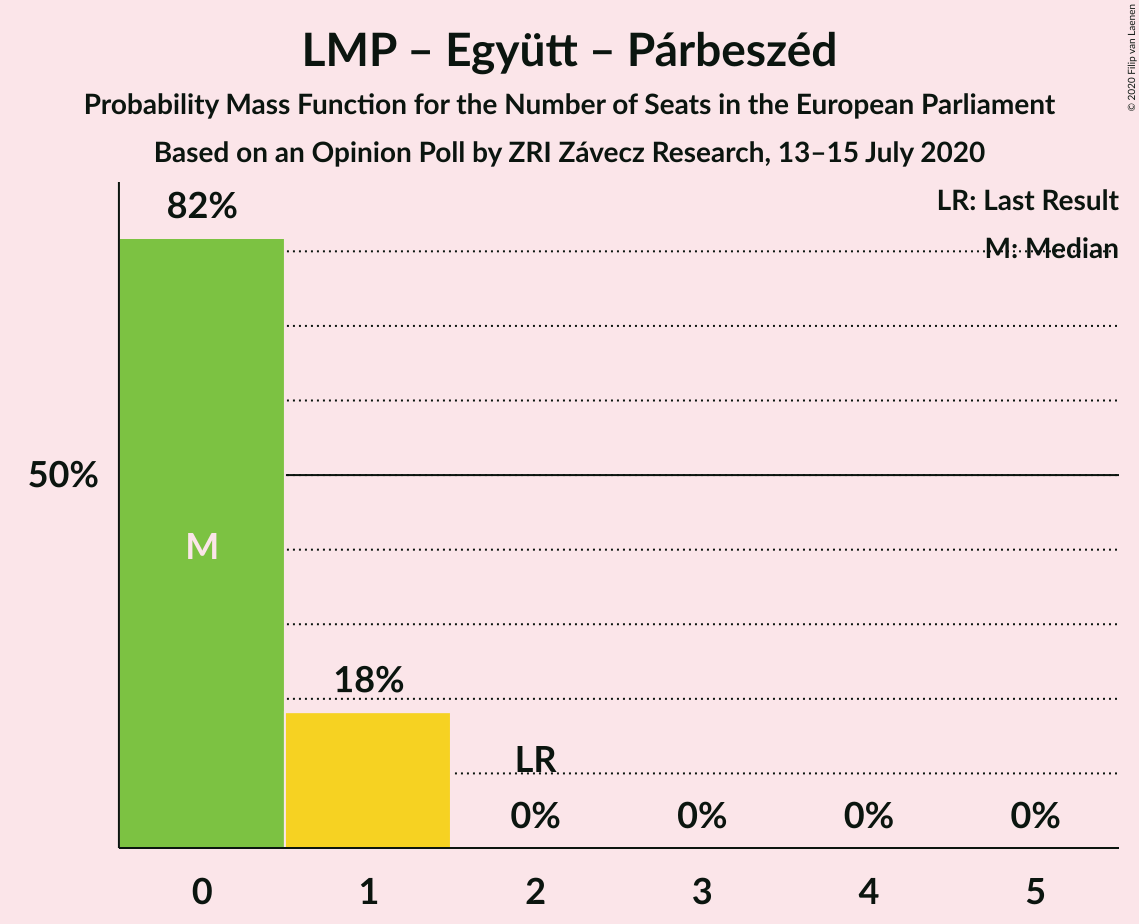 LMP – Együtt – Párbeszéd
Probability Mass Function for the Number of Seats in the European Parliament
Based on an Opinion Poll by ZRI Závecz Research, 13–15 July 2020
© 2020 Filip van Laenen
LR: Last Result
M: Median
82%
50%
M
18%
LR
0%
0%
0%
0%
0
1
2
3
4
5